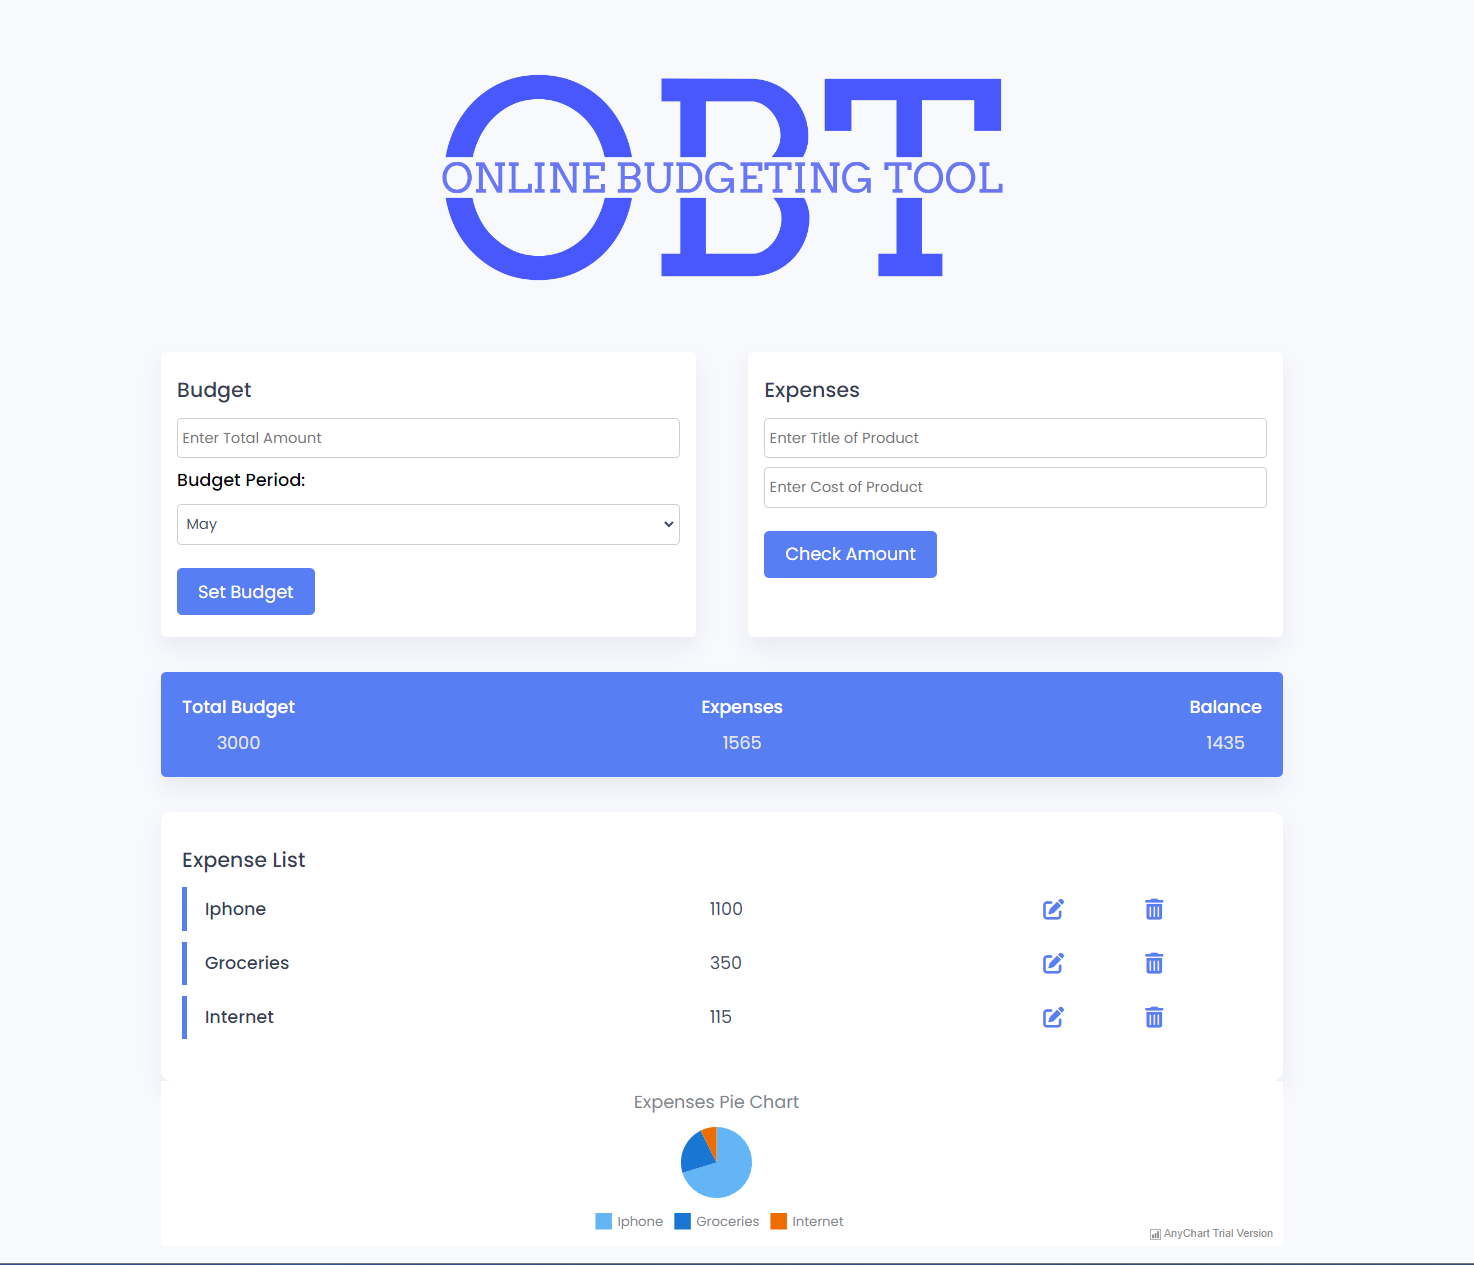 OBT
ONLINE BUDGETING TOOL
Budget
Enter Total Amount
Budget Period:
May
Set Budget
Expenses
Enter Title of Product
Enter Cost of Product
Check Amount
Total Budget Expenses Balance
3000 1565 1435
Expense List
Iphone 1100
Groceries 350
Internet 115
Expenses Pie Chart
Iphone Groceries Internet
AnyChart Trial Version